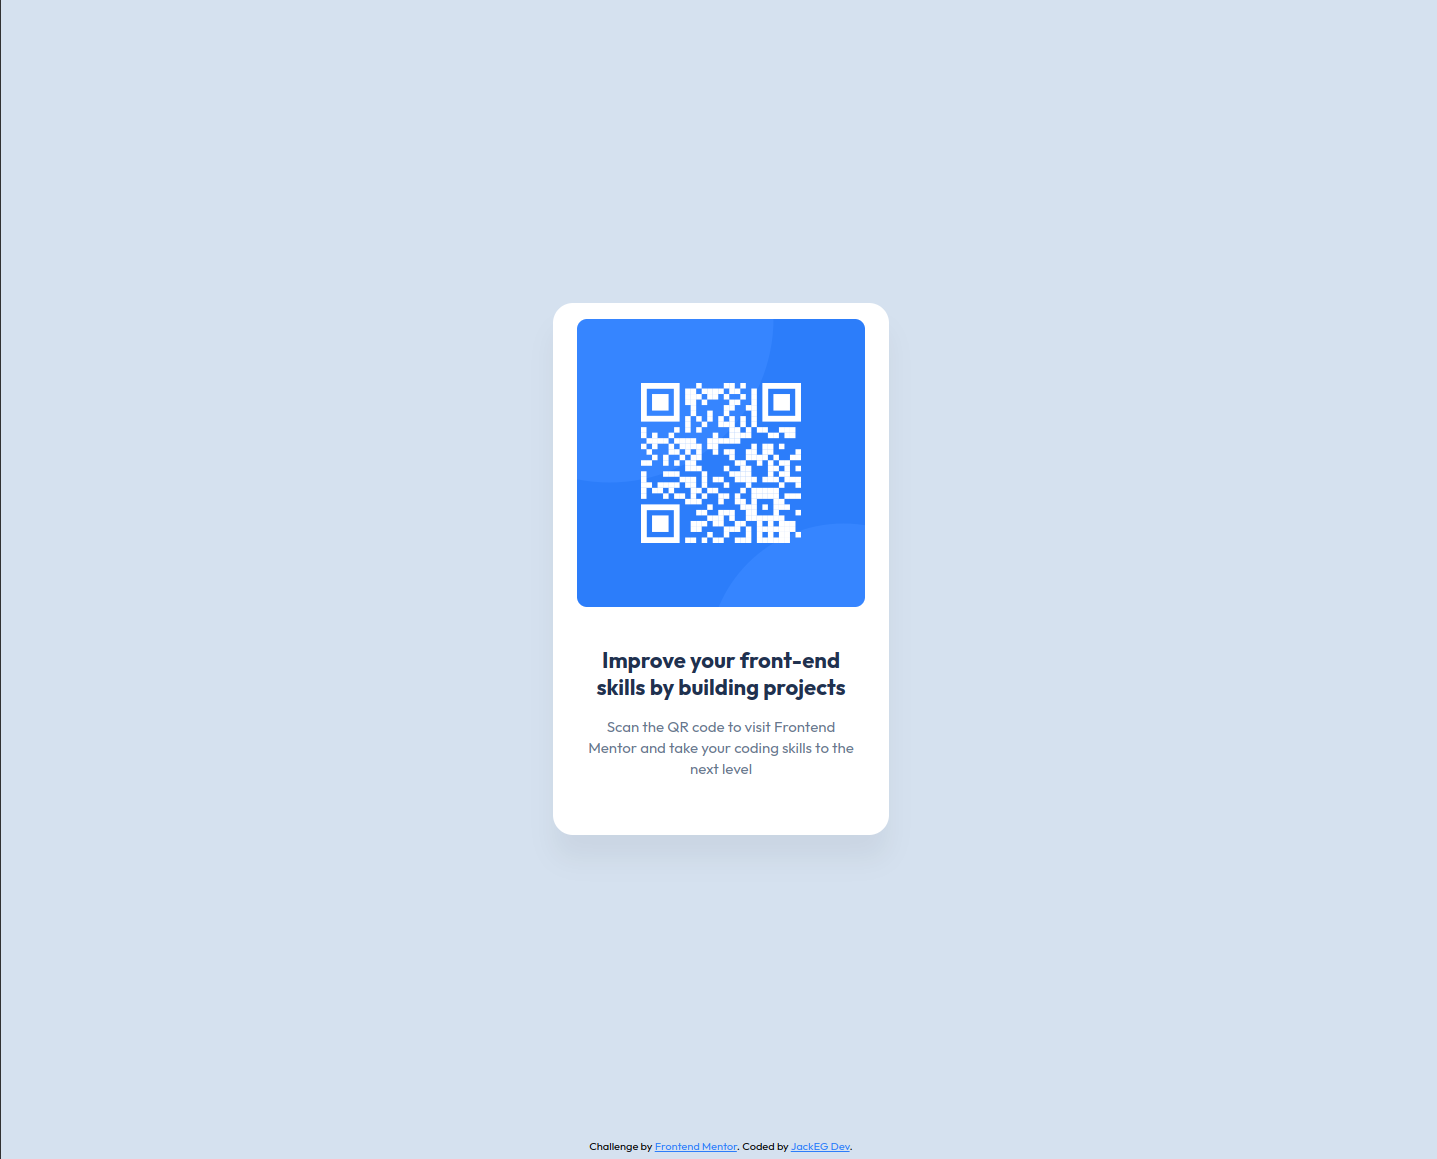 Improve your front-end
skills by building projects
Scan the QR code to visit Frontend
Mentor and take your coding skills to the
next level
Challenge by Frontend Mentor. Coded by JackEG Dev.